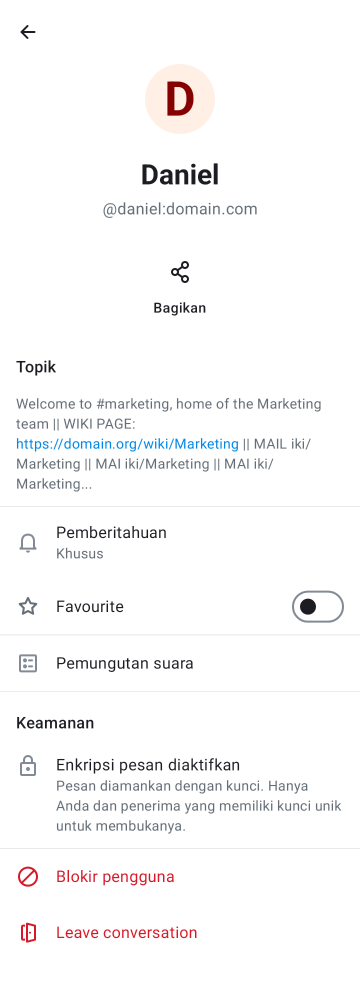 D
Daniel
@daniel:domain.com
Bagikan
Topik
Welcome to #marketing, home of the Marketing
team || WIKI PAGE:
https://domain.org/wiki/Marketing || MAIL iki/
Marketing || MAI iki/Marketing || MAI iki/
Marketing...
Pemberitahuan
Khusus
Favourite
Pemungutan suara
Keamanan
Enkripsi pesan diaktifkan
Pesan diamankan dengan kunci. Hanya
Anda dan penerima yang memiliki kunci unik
untuk membukanya.
Blokir pengguna
Leave conversation